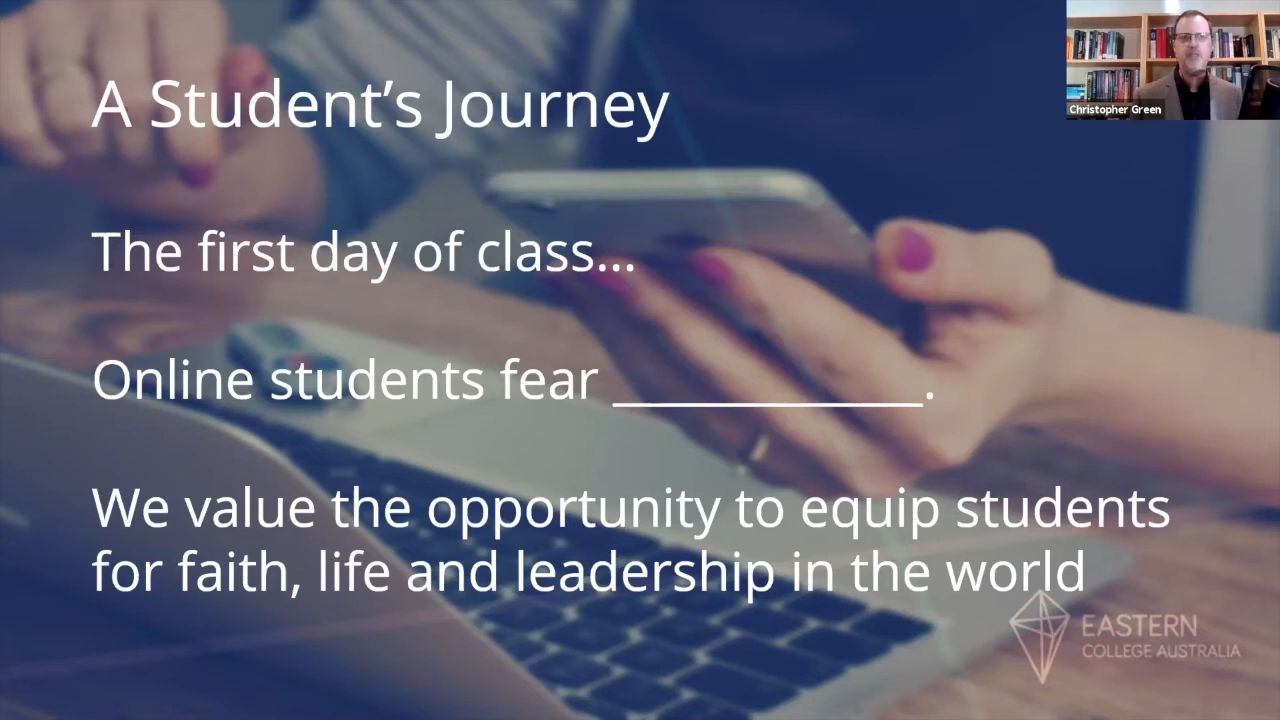 A Student’s Journey
Christopher Green
The first day of class...
Online students fear ____________.
We value the opportunity to equip students
for faith, life and leadership in the world
EASTERN
COLLEGE AUSTRALIA